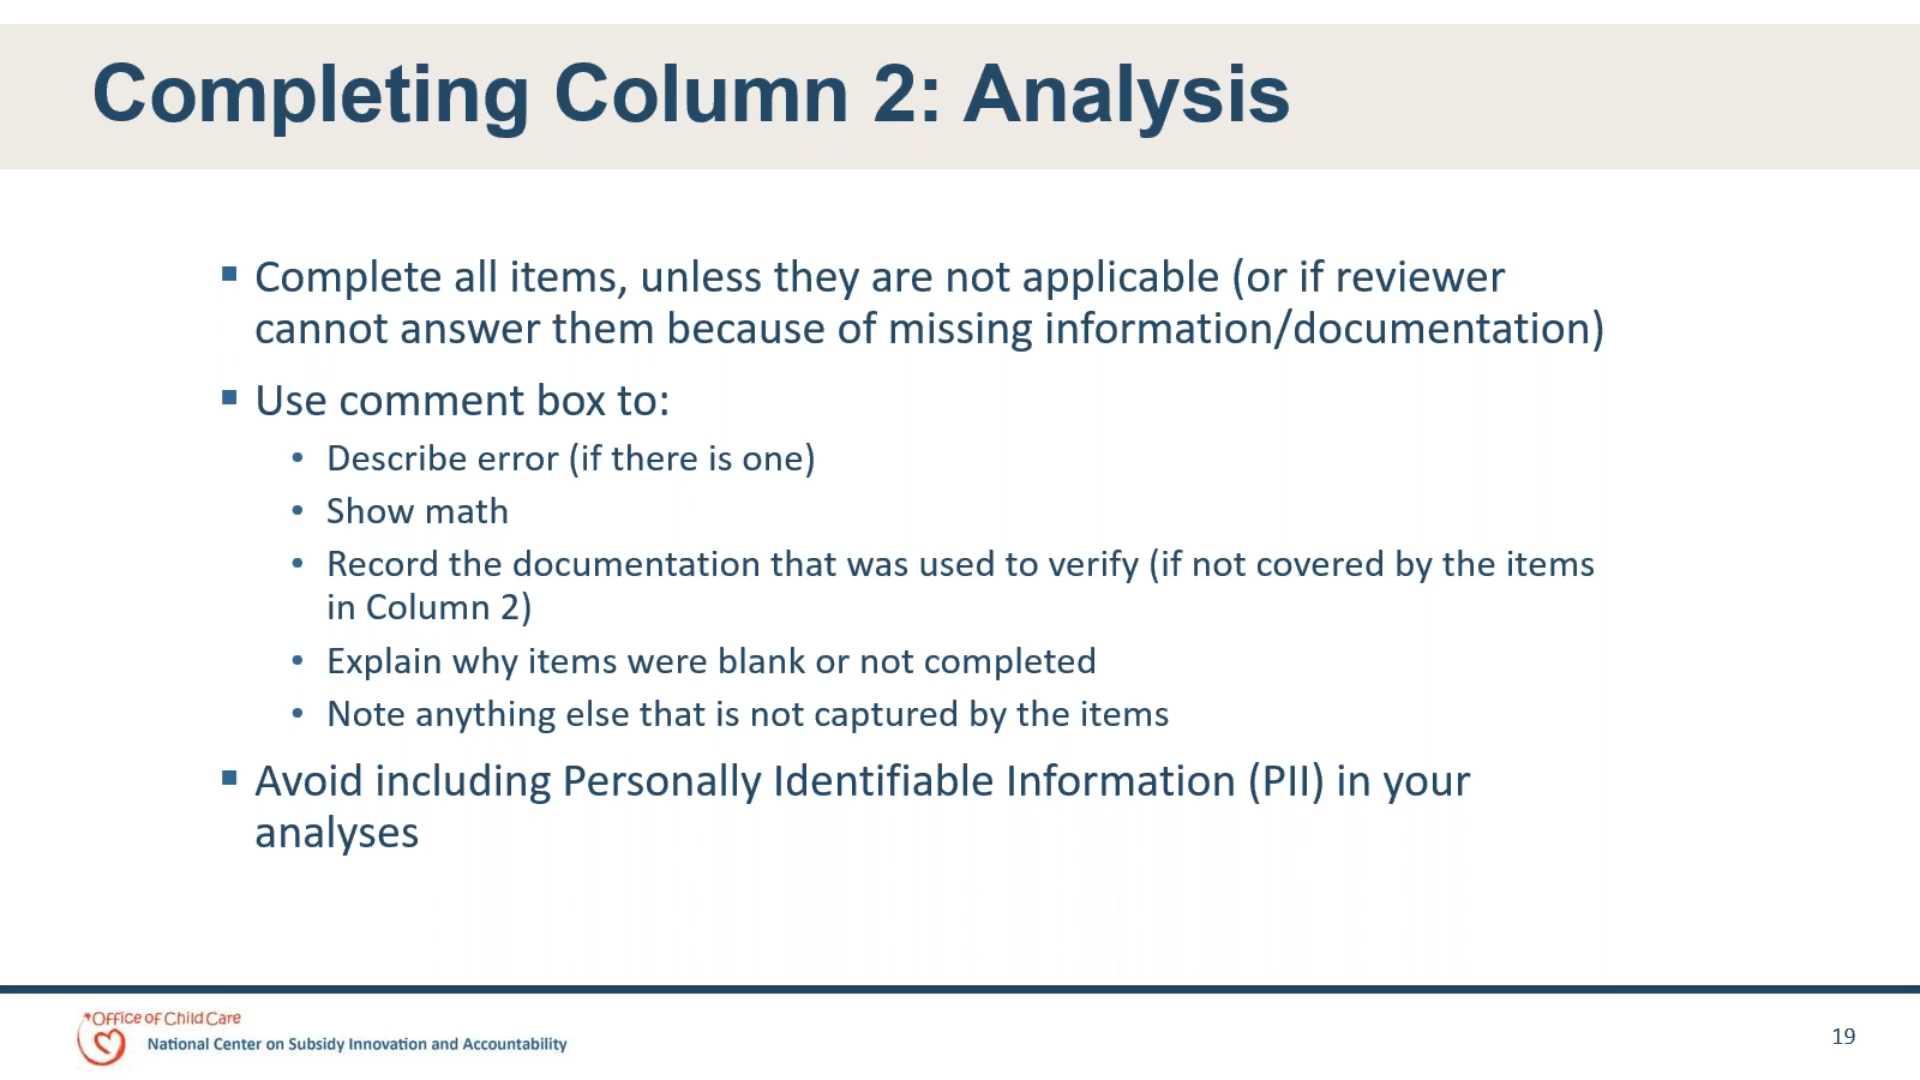 Completing Column 2: Analysis
▪ Complete all items, unless they are not applicable (or if reviewer
cannot answer them because of missing information/documentation)
▪ Use comment box to:
• Describe error (if there is one)
• Show math
• Record the documentation that was used to verify (if not covered by the items
in Column 2)
• Explain why items were blank or not completed
• Note anything else that is not captured by the items
▪ Avoid including Personally Identifiable Information (PII) in your
analyses
Office of Child Care
National Center on Subsidy Innovation and Accountability
19